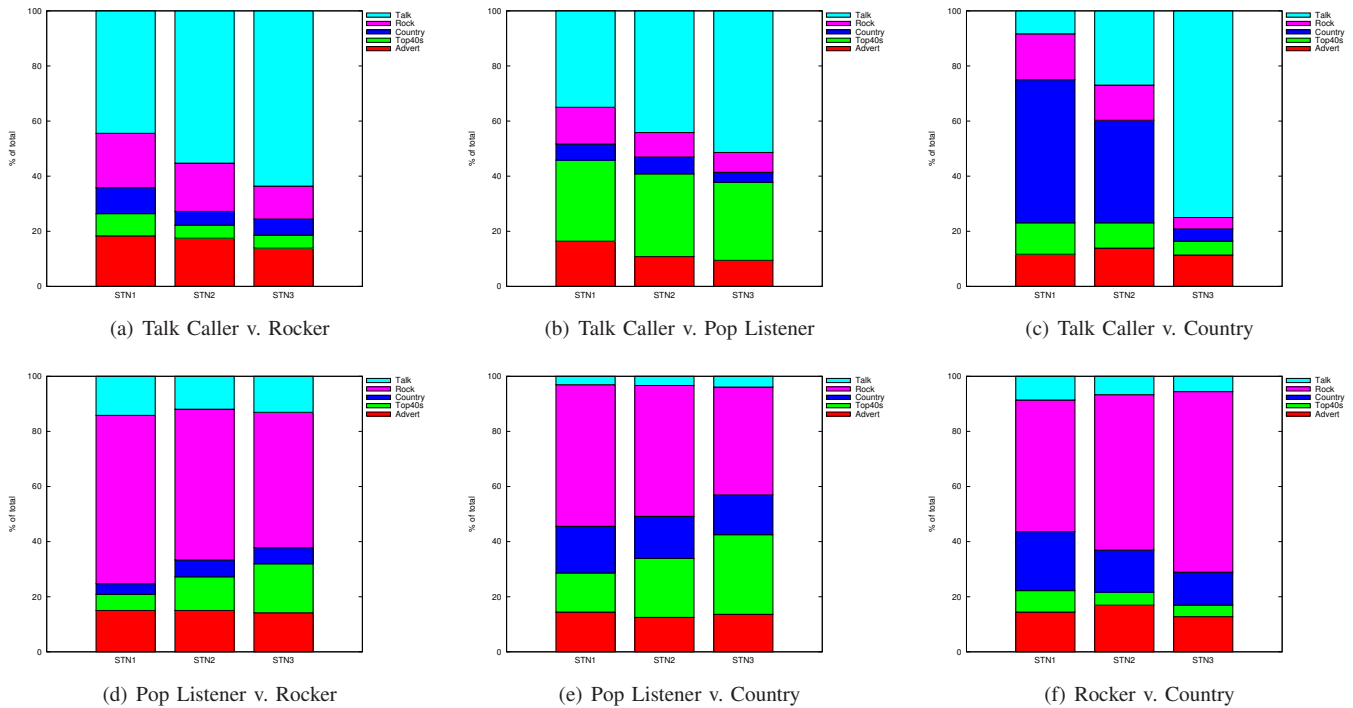 100
80
60
40
20
0
% of total
STN1
STN2
STN3
Talk
Rock
Country
Top40s
Advert
(a) Talk Caller v. Rocker
100
80
60
40
20
0
% of total
STN1
STN2
STN3
Talk
Rock
Country
Top40s
Advert
(b) Talk Caller v. Pop Listener
100
80
60
40
20
0
% of total
STN1
STN2
STN3
Talk
Rock
Country
Top40s
Advert
(c) Talk Caller v. Country
100
80
60
40
20
0
% of total
STN1
STN2
STN3
Talk
Rock
Country
Top40s
Advert
(d) Pop Listener v. Rocker
100
80
60
40
20
0
% of total
STN1
STN2
STN3
Talk
Rock
Country
Top40s
Advert
(e) Pop Listener v. Country
100
80
60
40
20
0
% of total
STN1
STN2
STN3
Talk
Rock
Country
Top40s
Advert
(f) Rocker v. Country